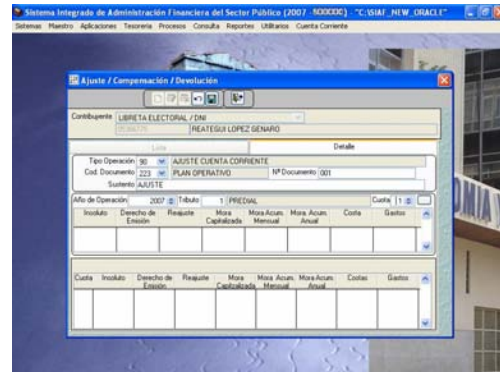 Sistema Integrado de Administración Financiera del Sector Público (2007 - 500000) - "C:\SIAF_NEW_ORACLE"
Sistemas Maestro Aplicaciones Tesoreria Procesos Consulta Reportes Utilitarios Cuenta Corriente
Ajuste / Compensación / Devolución
Contribuyente LIBRETA ELECTORAL / DNI
REATEGUI LOPEZ GENARO
Lista Detalle
Tipo Operación 90 AJUSTE CUENTA CORRIENTE
Cod. Documento 223 PLAN OPERATIVO Nº Documento 001
Sustento AJUSTE
Año de Operación 2007 Tributo 1 PREDIAL Cuota 1
Insoluto Derecho de Emisión Reajuste Mora Capitalizada Mora Acum. Mensual Mora Acum. Anual Costa Gastos
Cuota Insoluto Derecho de Emisión Reajuste Mora Capitalizada Mora Acum. Mensual Mora Acum. Anual Costas Gastos
OMIA